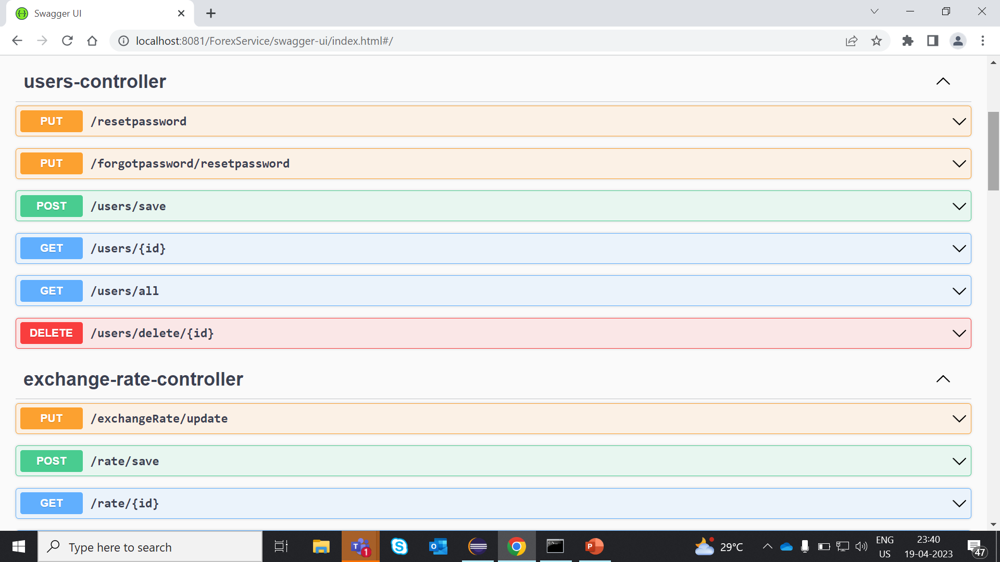 Swagger UI
localhost:8081/ForexService/swagger-ui/index.html#/
users-controller
PUT /resetpassword
PUT /forgotpassword/resetpassword
POST /users/save
GET /users/{id}
GET /users/all
DELETE /users/delete/{id}
exchange-rate-controller
PUT /exchangeRate/update
POST /rate/save
GET /rate/{id}
Type here to search
1
29°C
ENG
US
23:40
19-04-2023
47